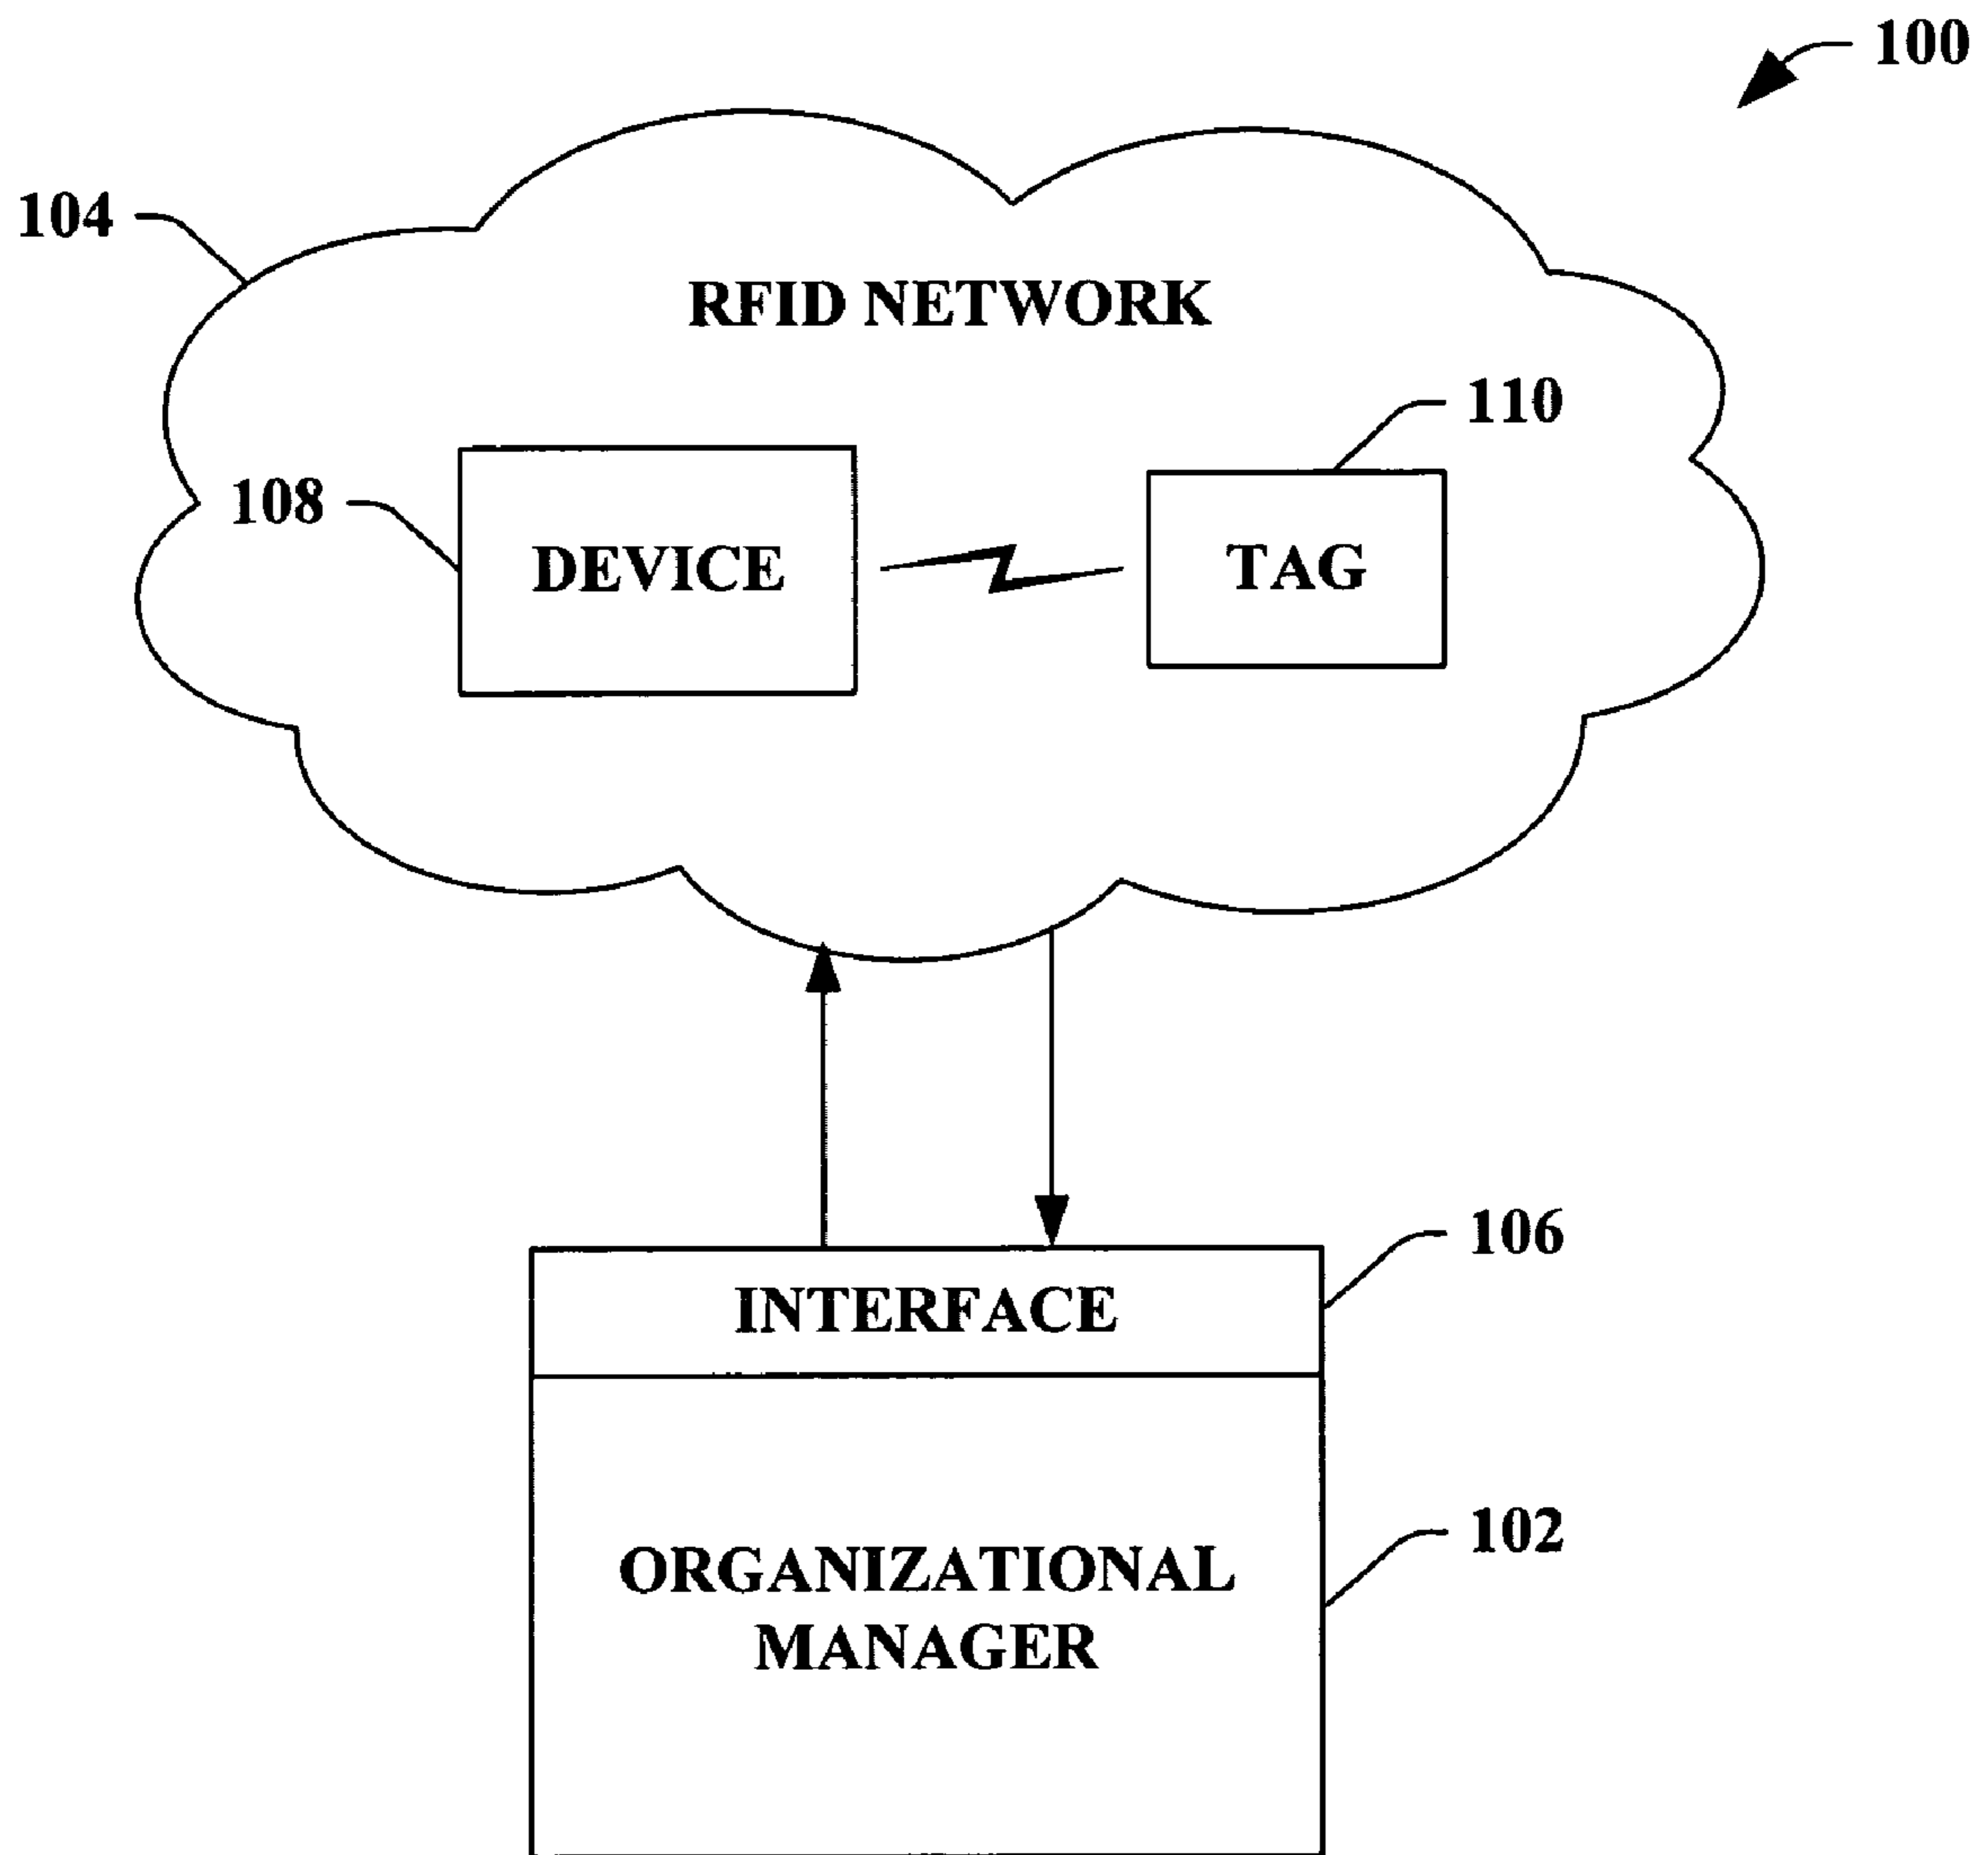 100
104
RFID NETWORK
110
108
DEVICE
TAG
106
INTERFACE
102
ORGANIZATIONAL
MANAGER